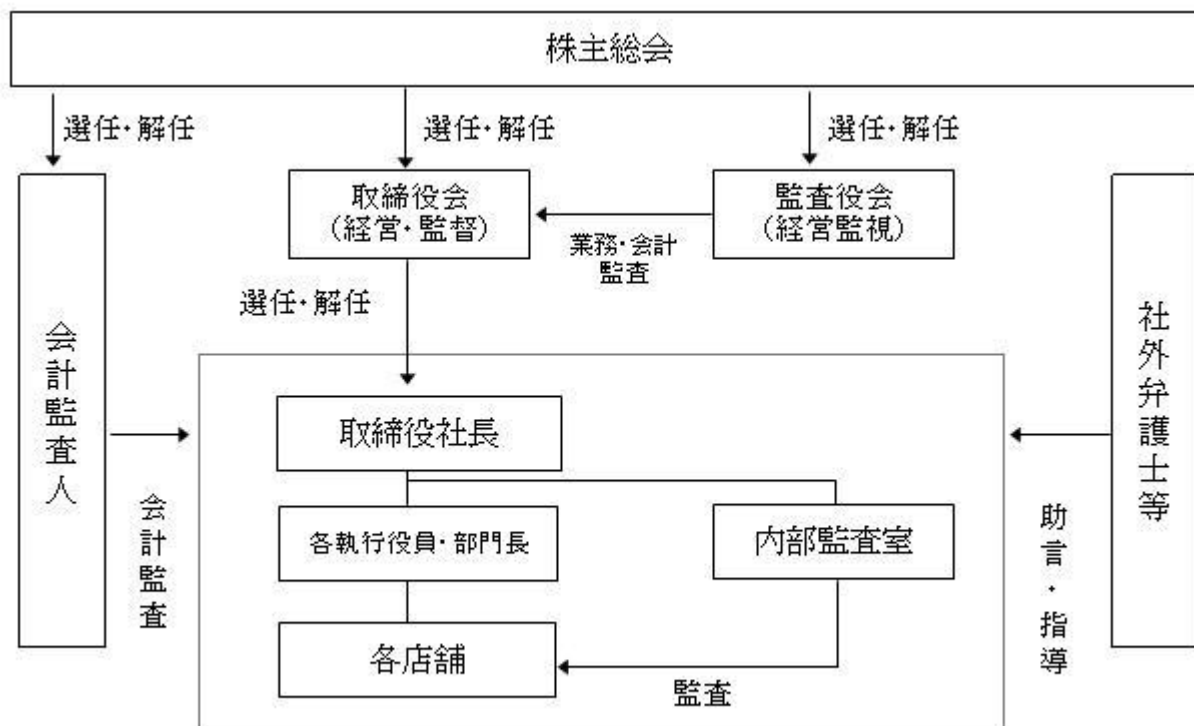 株主総会
選任・解任
選任・解任
選任・解任
取締役会
(経営・監督)
監査役会
(経営監視)
業務・会計
監査
選任・解任
会計監査人
社外弁護士等
取締役社長
会計監査
助言・指導
各執行役員・部門長
内部監査室
各店舗
監査